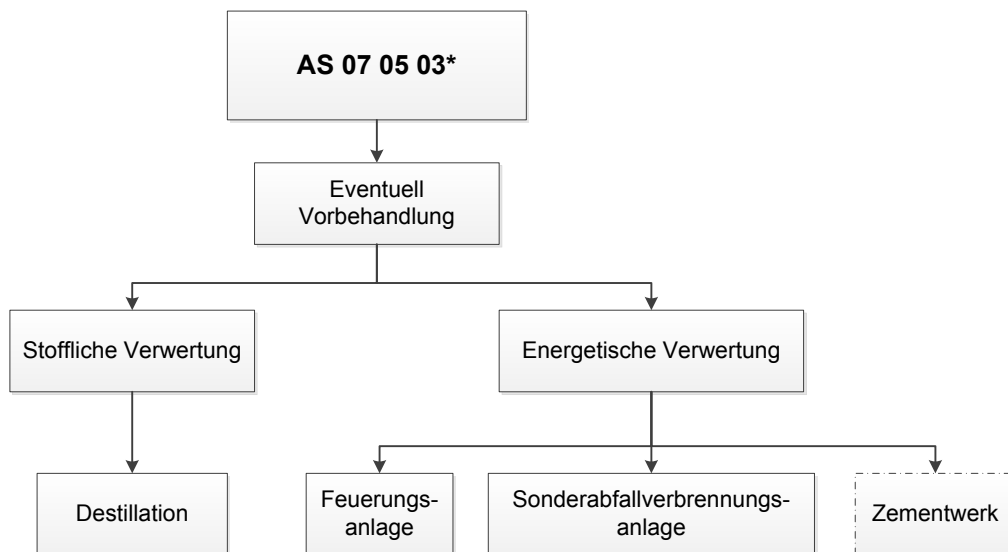 AS 07 05 03*
Eventuell
Vorbehandlung
Stoffliche Verwertung
Energetische Verwertung
Destillation
Feuerungs-
anlage
Sonderabfallverbrennungs-
anlage
Zementwerk